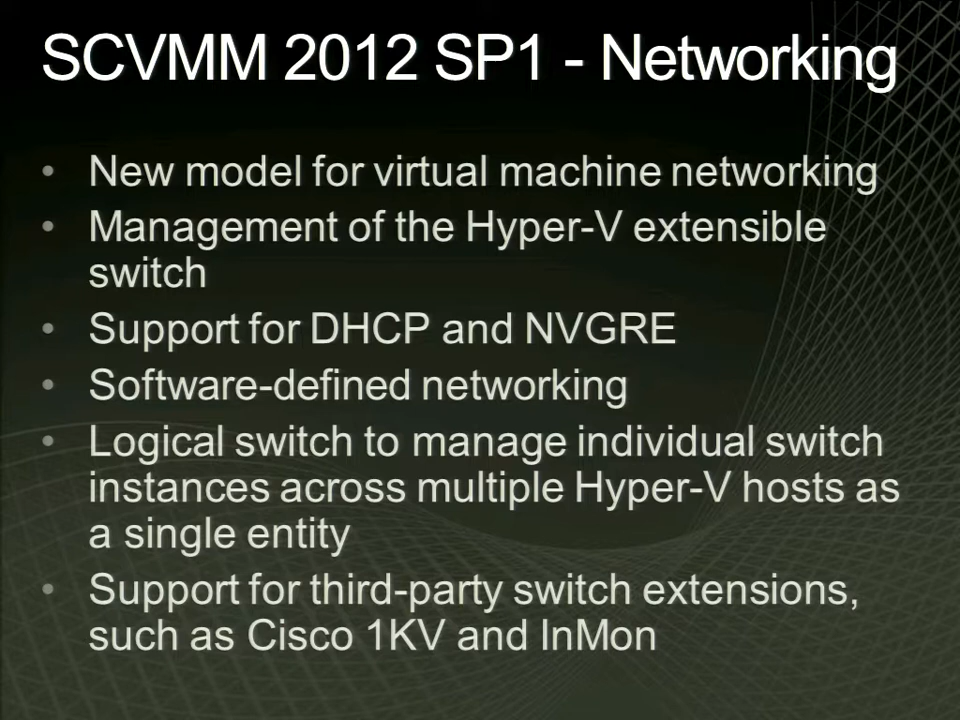 SCVMM 2012 SP1 - Networking
• New model for virtual machine networking
• Management of the Hyper-V extensible
switch
• Support for DHCP and NVGRE
• Software-defined networking
• Logical switch to manage individual switch
instances across multiple Hyper-V hosts as
a single entity
• Support for third-party switch extensions,
such as Cisco 1KV and InMon